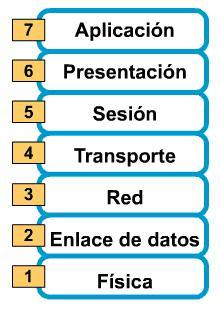 7 Aplicación
6 Presentación
5 Sesión
4 Transporte
3 Red
2 Enlace de datos
1 Física